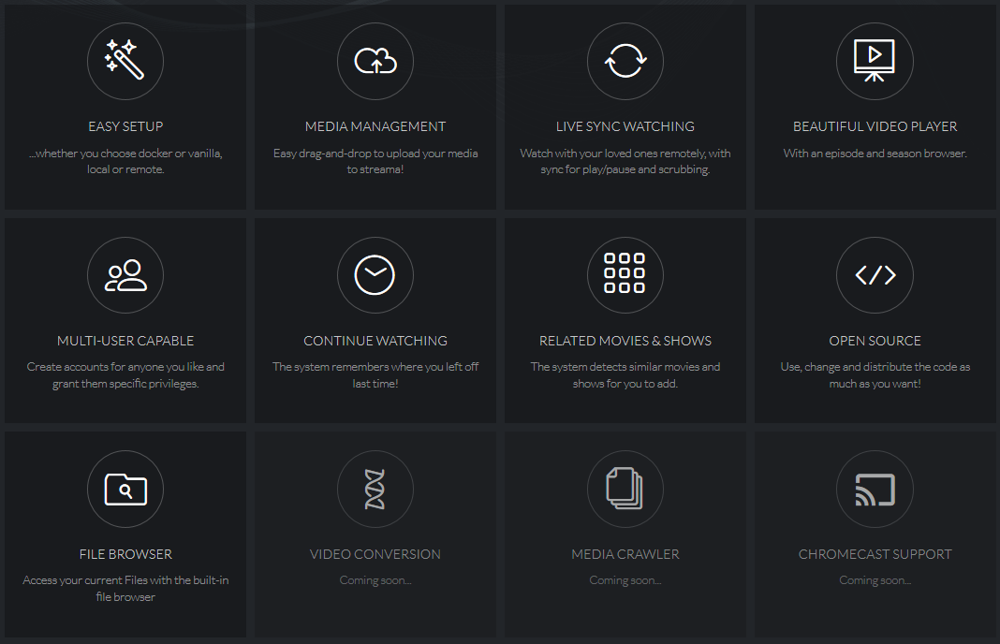 EASY SETUP
...whether you choose docker or vanilla,
local or remote.
MEDIA MANAGEMENT
Easy drag-and-drop to upload your media
to streama!
LIVE SYNC WATCHING
Watch with your loved ones remotely, with
sync for play/pause and scrubbing.
BEAUTIFUL VIDEO PLAYER
With an episode and season browser.
MULTI-USER CAPABLE
Create accounts for anyone you like and
grant them specific privileges.
CONTINUE WATCHING
The system remembers where you left off
last time!
RELATED MOVIES & SHOWS
The system detects similar movies and
shows for you to add.
OPEN SOURCE
Use, change and distribute the code as
much as you want!
FILE BROWSER
Access your current Files with the built-in
file browser
VIDEO CONVERSION
Coming soon...
MEDIA CRAWLER
Coming soon...
CHROMECAST SUPPORT
Coming soon...